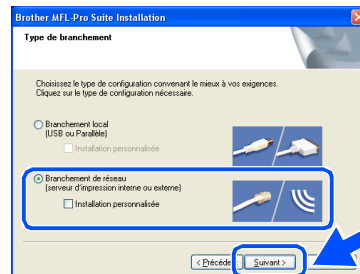 Brother MFL-Pro Suite Installation
Type de branchement
Choisissez le type de configuration convenant le mieux à vos exigences.
Cliquez sur le type de configuration nécessaire.
Branchement local
(USB ou Parallèle)
Installation personnalisée
Branchement de réseau
(serveur d'impression interne ou externe)
Installation personnalisée
< Précéde
Suivant >